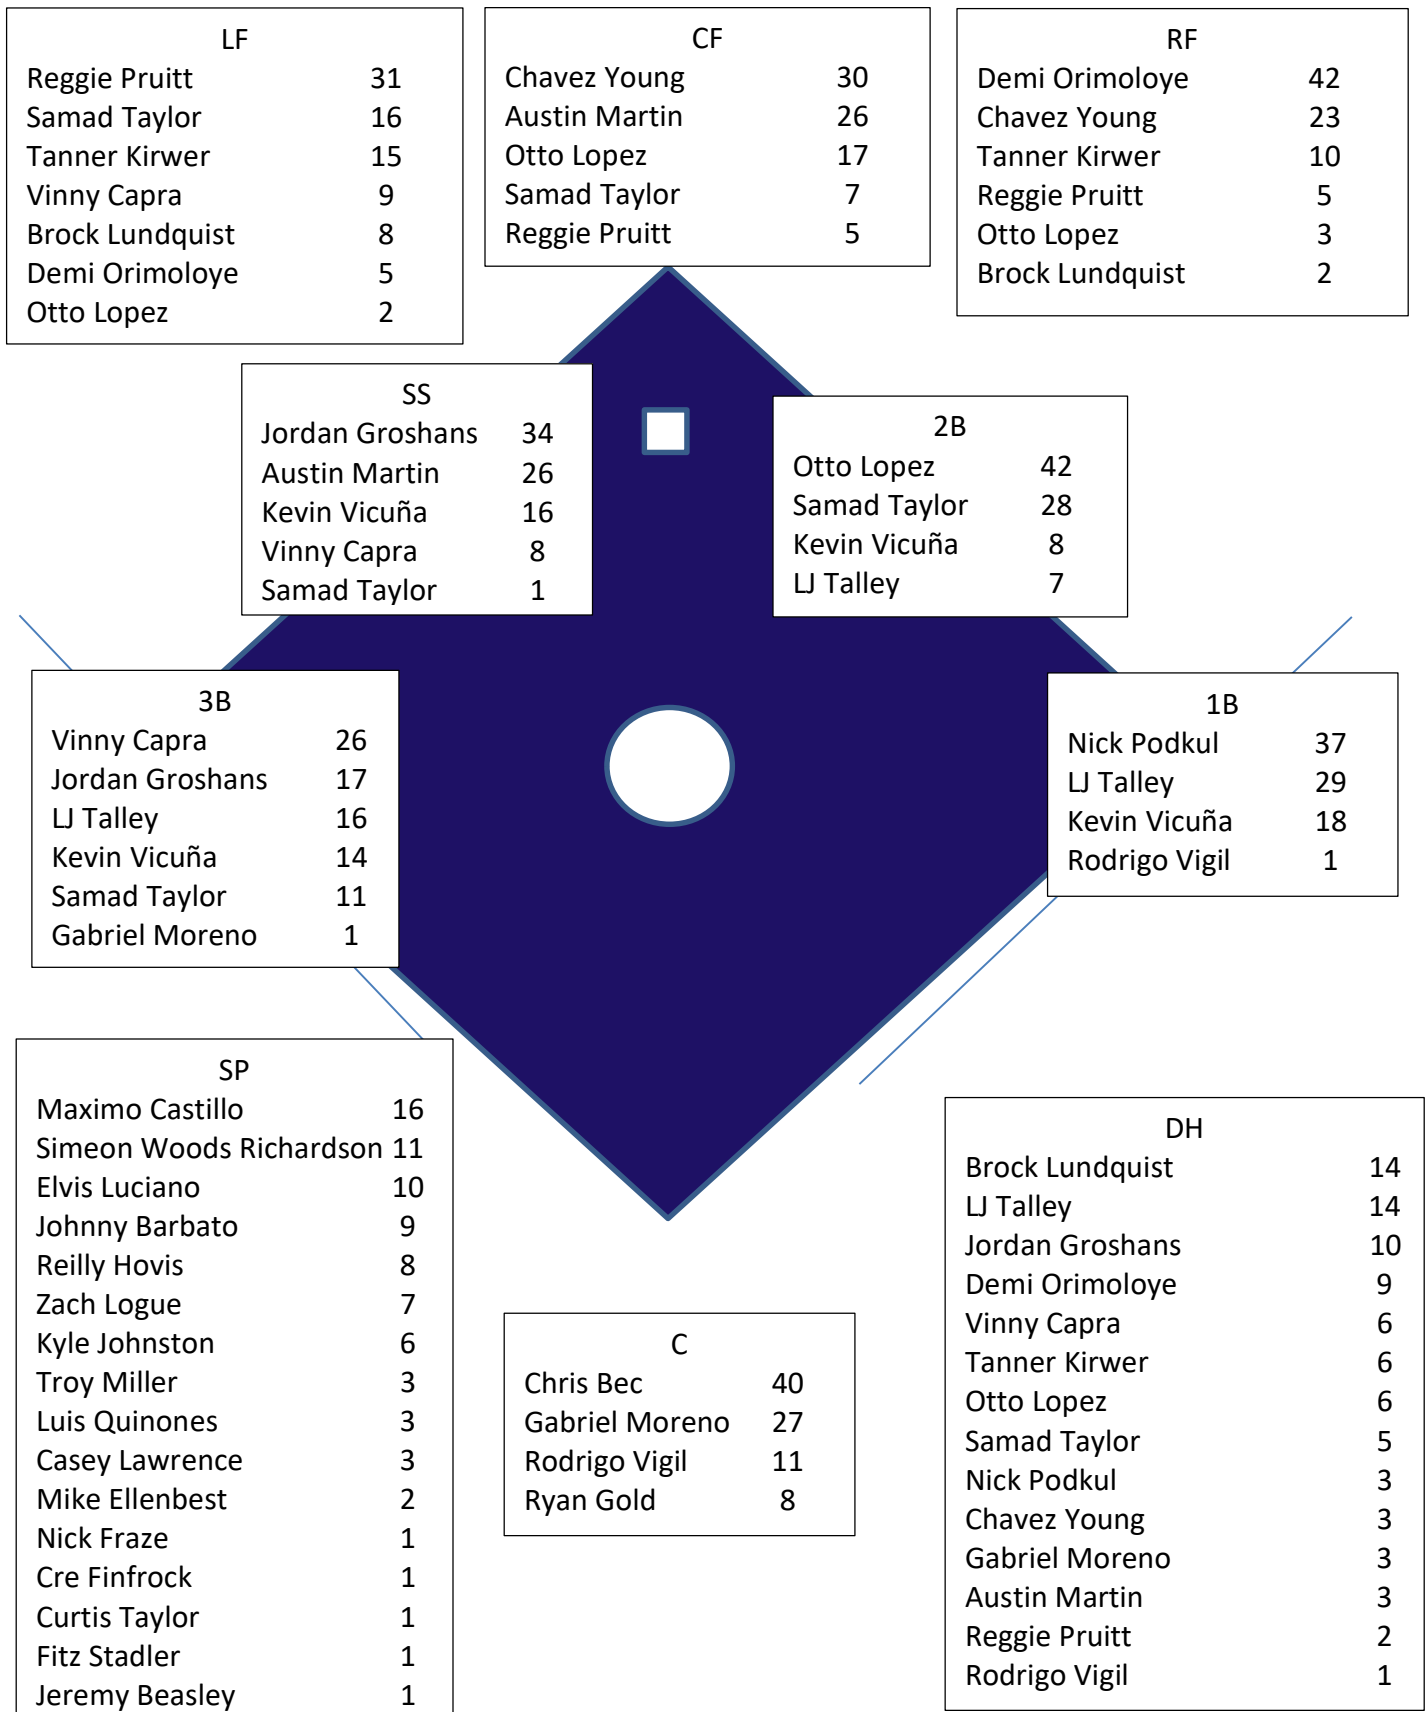 LF
Reggie Pruitt 31
Samad Taylor 16
Tanner Kirwer 15
Vinny Capra 9
Brock Lundquist 8
Demi Orimoloye 5
Otto Lopez 2
CF
Chavez Young 30
Austin Martin 26
Otto Lopez 17
Samad Taylor 7
Reggie Pruitt 5
RF
Demi Orimoloye 42
Chavez Young 23
Tanner Kirwer 10
Reggie Pruitt 5
Otto Lopez 3
Brock Lundquist 2
SS
Jordan Groshans 34
Austin Martin 26
Kevin Vicuña 16
Vinny Capra 8
Samad Taylor 1
2B
Otto Lopez 42
Samad Taylor 28
Kevin Vicuña 8
LJ Talley 7
3B
Vinny Capra 26
Jordan Groshans 17
LJ Talley 16
Kevin Vicuña 14
Samad Taylor 11
Gabriel Moreno 1
1B
Nick Podkul 37
LJ Talley 29
Kevin Vicuña 18
Rodrigo Vigil 1
SP
Maximo Castillo 16
Simeon Woods Richardson 11
Elvis Luciano 10
Johnny Barbato 9
Reilly Hovis 8
Zach Logue 7
Kyle Johnston 6
Troy Miller 3
Luis Quinones 3
Casey Lawrence 3
Mike Ellenbest 2
Nick Fraze 1
Cre Finfrock 1
Curtis Taylor 1
Fitz Stadler 1
Jeremy Beasley 1
C
Chris Bec 40
Gabriel Moreno 27
Rodrigo Vigil 11
Ryan Gold 8
DH
Brock Lundquist 14
LJ Talley 14
Jordan Groshans 10
Demi Orimoloye 9
Vinny Capra 6
Tanner Kirwer 6
Otto Lopez 6
Samad Taylor 5
Nick Podkul 3
Chavez Young 3
Gabriel Moreno 3
Austin Martin 3
Reggie Pruitt 2
Rodrigo Vigil 1